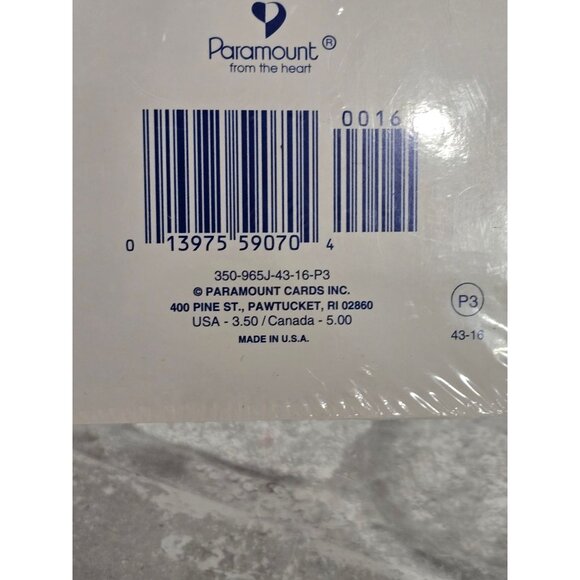 Paramount®
from the heart
0016
0 13975 59070 4
350-965J-43-16-P3
© PARAMOUNT CARDS INC.
400 PINE ST., PAWTUCKET, RI 02860
USA - 3.50 / Canada - 5.00
MADE IN U.S.A.
P3
43-16